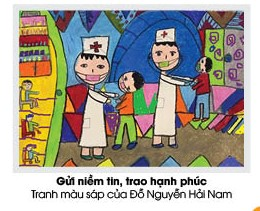 Gửi niềm tin, trao hạnh phúc
Tranh màu sáp của Đỗ Nguyễn Hải Nam